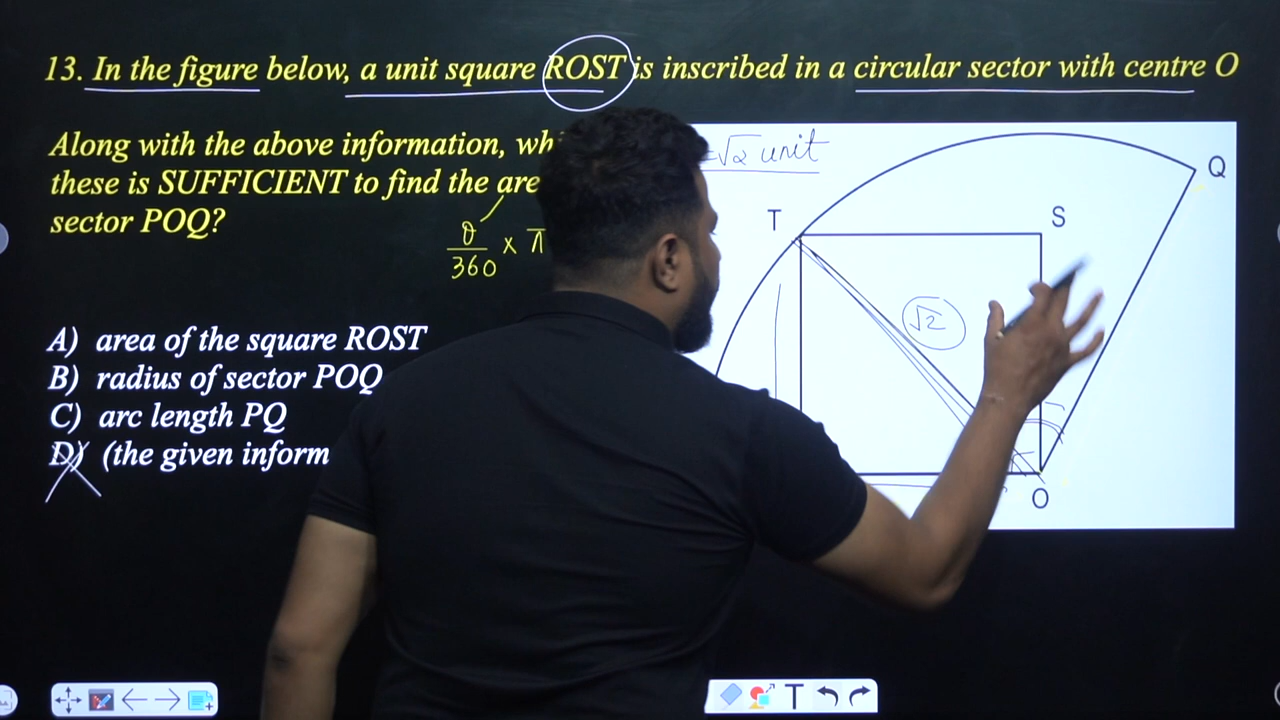 13. In the figure below, a unit square ROST is inscribed in a circular sector with centre O
Along with the above information,
these is SUFFICIENT to find the
sector POQ?
θ/360 × π
A) area of the square ROST
B) radius of sector POQ
C) arc length PQ
D) (the given inform
=√2 unit
Q
T
S
√2
O
T